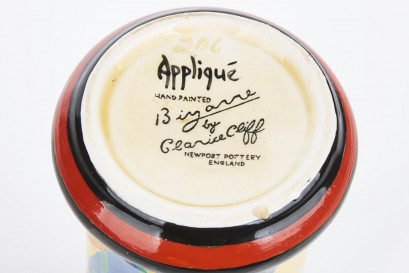 Appliqué
HAND PAINTED
Bizarre
by
Clarice Cliff
NEWPORT POTTERY
ENGLAND